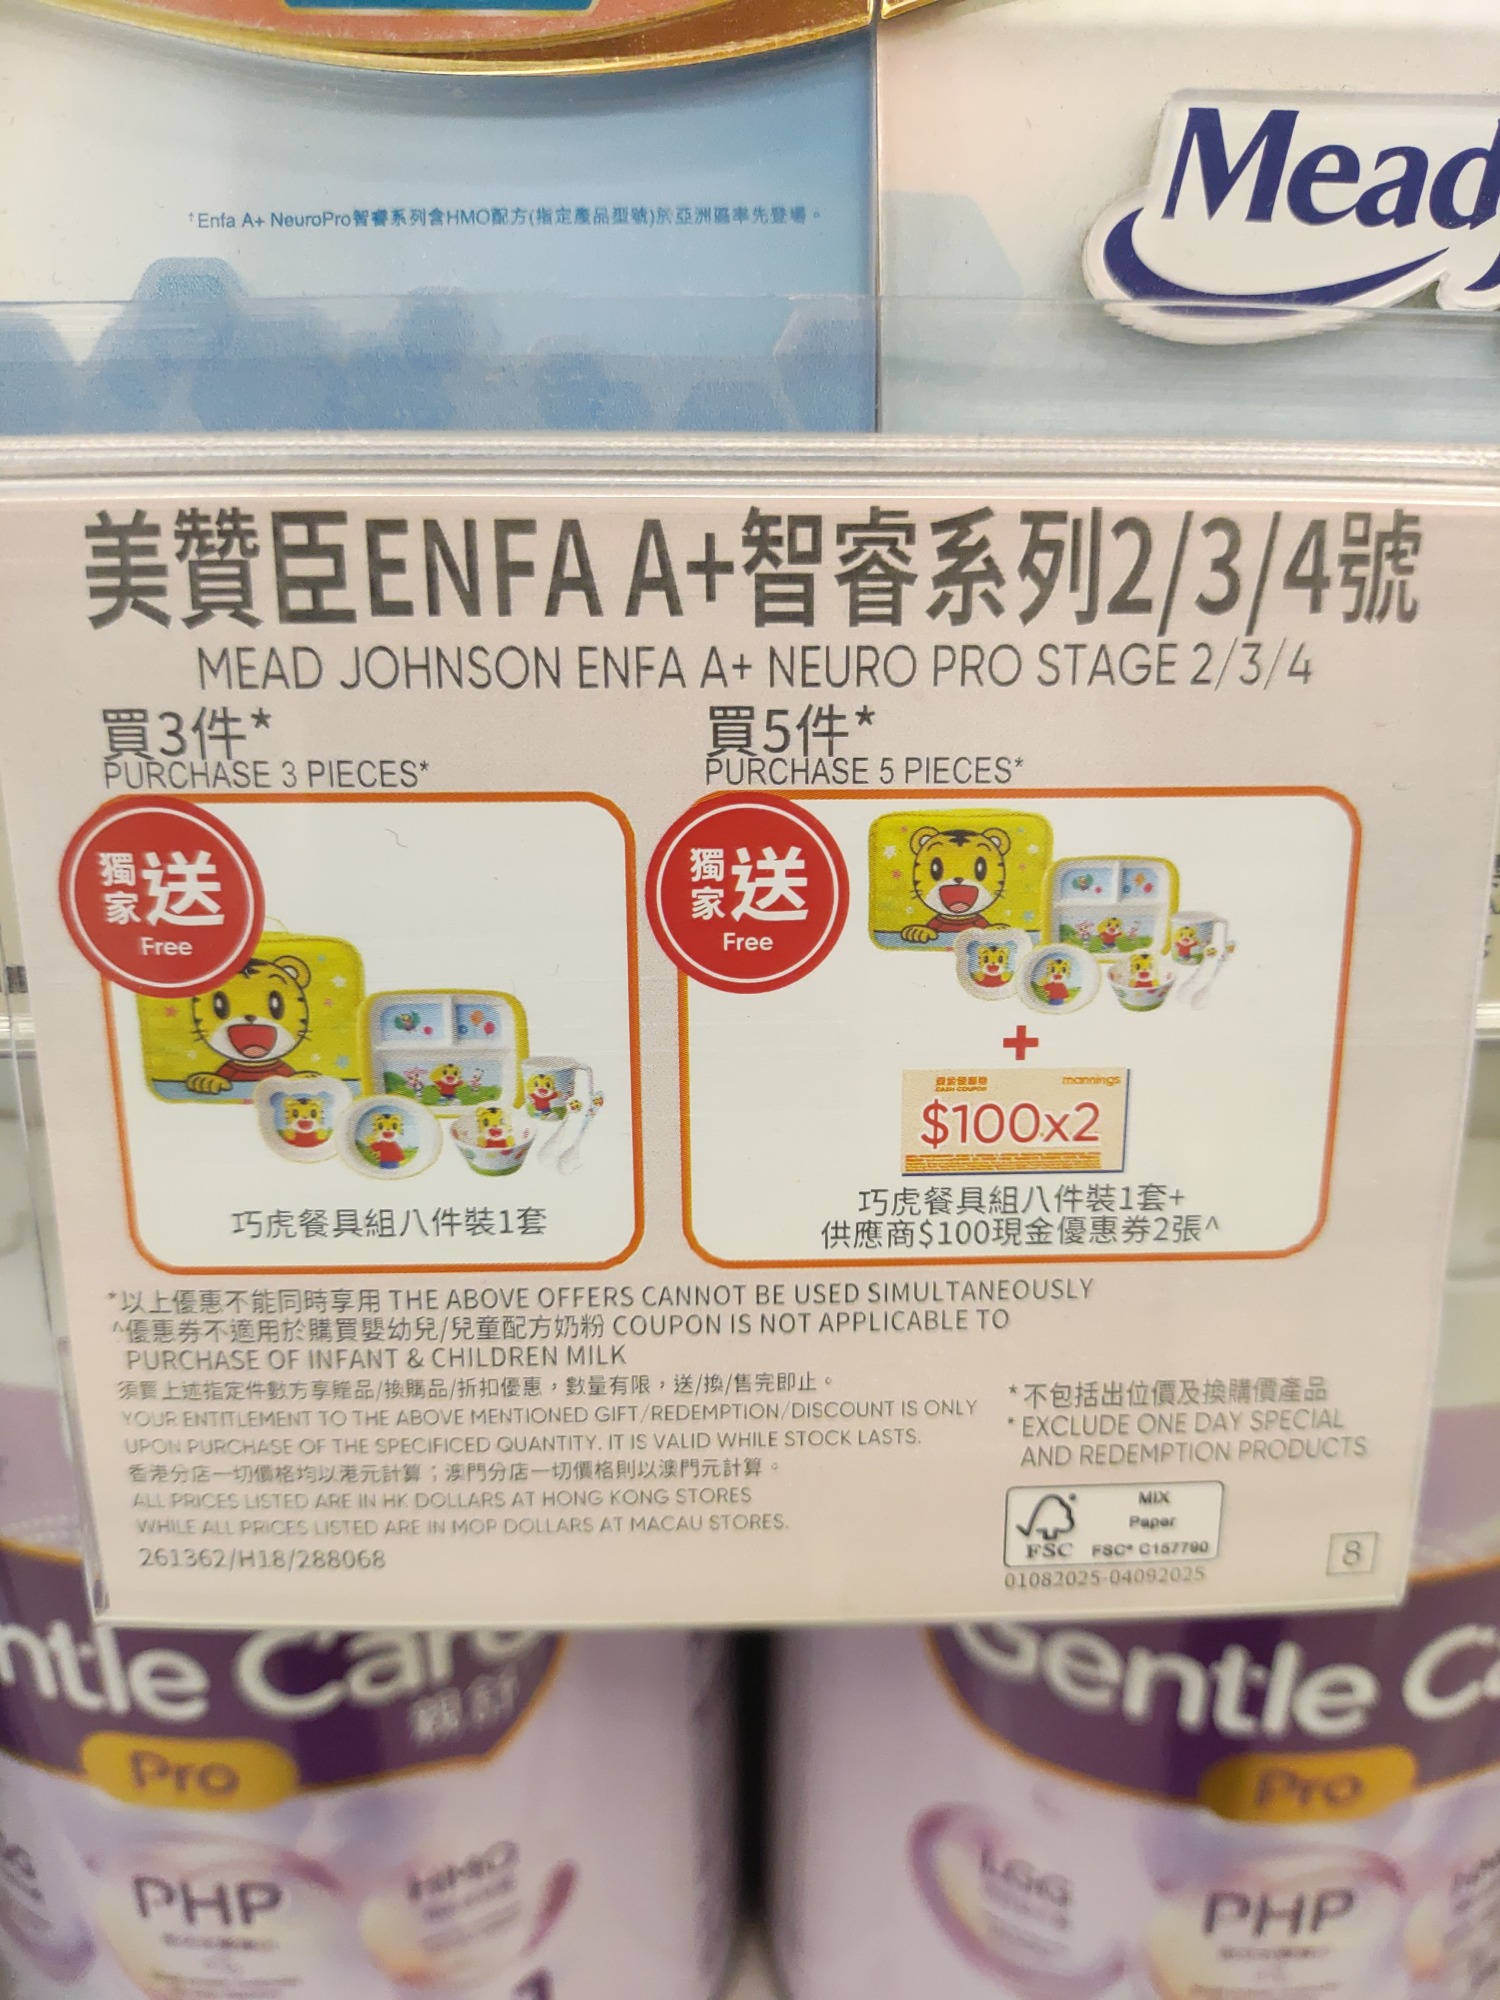 †Enfa A+ NeuroPro智睿系列含HMO配方(指定產品型號)於亞洲區率先登場。
Mead
美贊臣ENFA A+智睿系列2/3/4號
MEAD JOHNSON ENFA A+ NEURO PRO STAGE 2/3/4
買3件*
PURCHASE 3 PIECES*
獨家送
Free
巧虎餐具組八件裝1套
買5件*
PURCHASE 5 PIECES*
獨家送
Free
+
現金優惠券
CASH COUPON
mannings
$100x2
巧虎餐具組八件裝1套+
供應商$100現金優惠券2張^
*以上優惠不能同時享用 THE ABOVE OFFERS CANNOT BE USED SIMULTANEOUSLY
^優惠券不適用於購買嬰幼兒/兒童配方奶粉 COUPON IS NOT APPLICABLE TO
PURCHASE OF INFANT & CHILDREN MILK
須買上述指定件數方享贈品/換購品/折扣優惠，數量有限，送/換/售完即止。
YOUR ENTITLEMENT TO THE ABOVE MENTIONED GIFT/REDEMPTION/DISCOUNT IS ONLY
UPON PURCHASE OF THE SPECIFICED QUANTITY. IT IS VALID WHILE STOCK LASTS.
香港分店一切價格均以港元計算；澳門分店一切價格則以澳門元計算。
ALL PRICES LISTED ARE IN HK DOLLARS AT HONG KONG STORES
WHILE ALL PRICES LISTED ARE IN MOP DOLLARS AT MACAU STORES.
261362/H18/288068
*不包括出位價及換購價產品
*EXCLUDE ONE DAY SPECIAL
AND REDEMPTION PRODUCTS
MIX
Paper
FSC
FSC® C157790
01082025-04092025
8
ntle Care
親舒
Pro
PHP
HMO
1
Gentle C
Pro
LGG
PHP